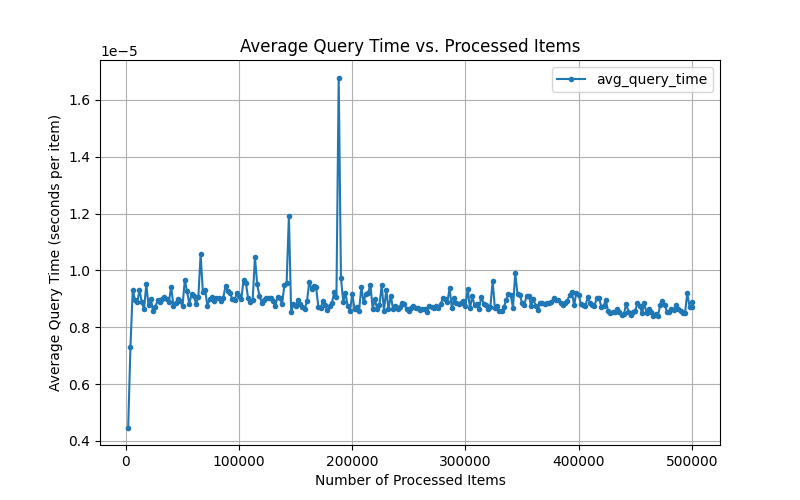 Average Query Time vs. Processed Items
1e−5
avg_query_time
1.6
1.4
1.2
1.0
0.8
0.6
0.4
Average Query Time (seconds per item)
0 100000 200000 300000 400000 500000
Number of Processed Items